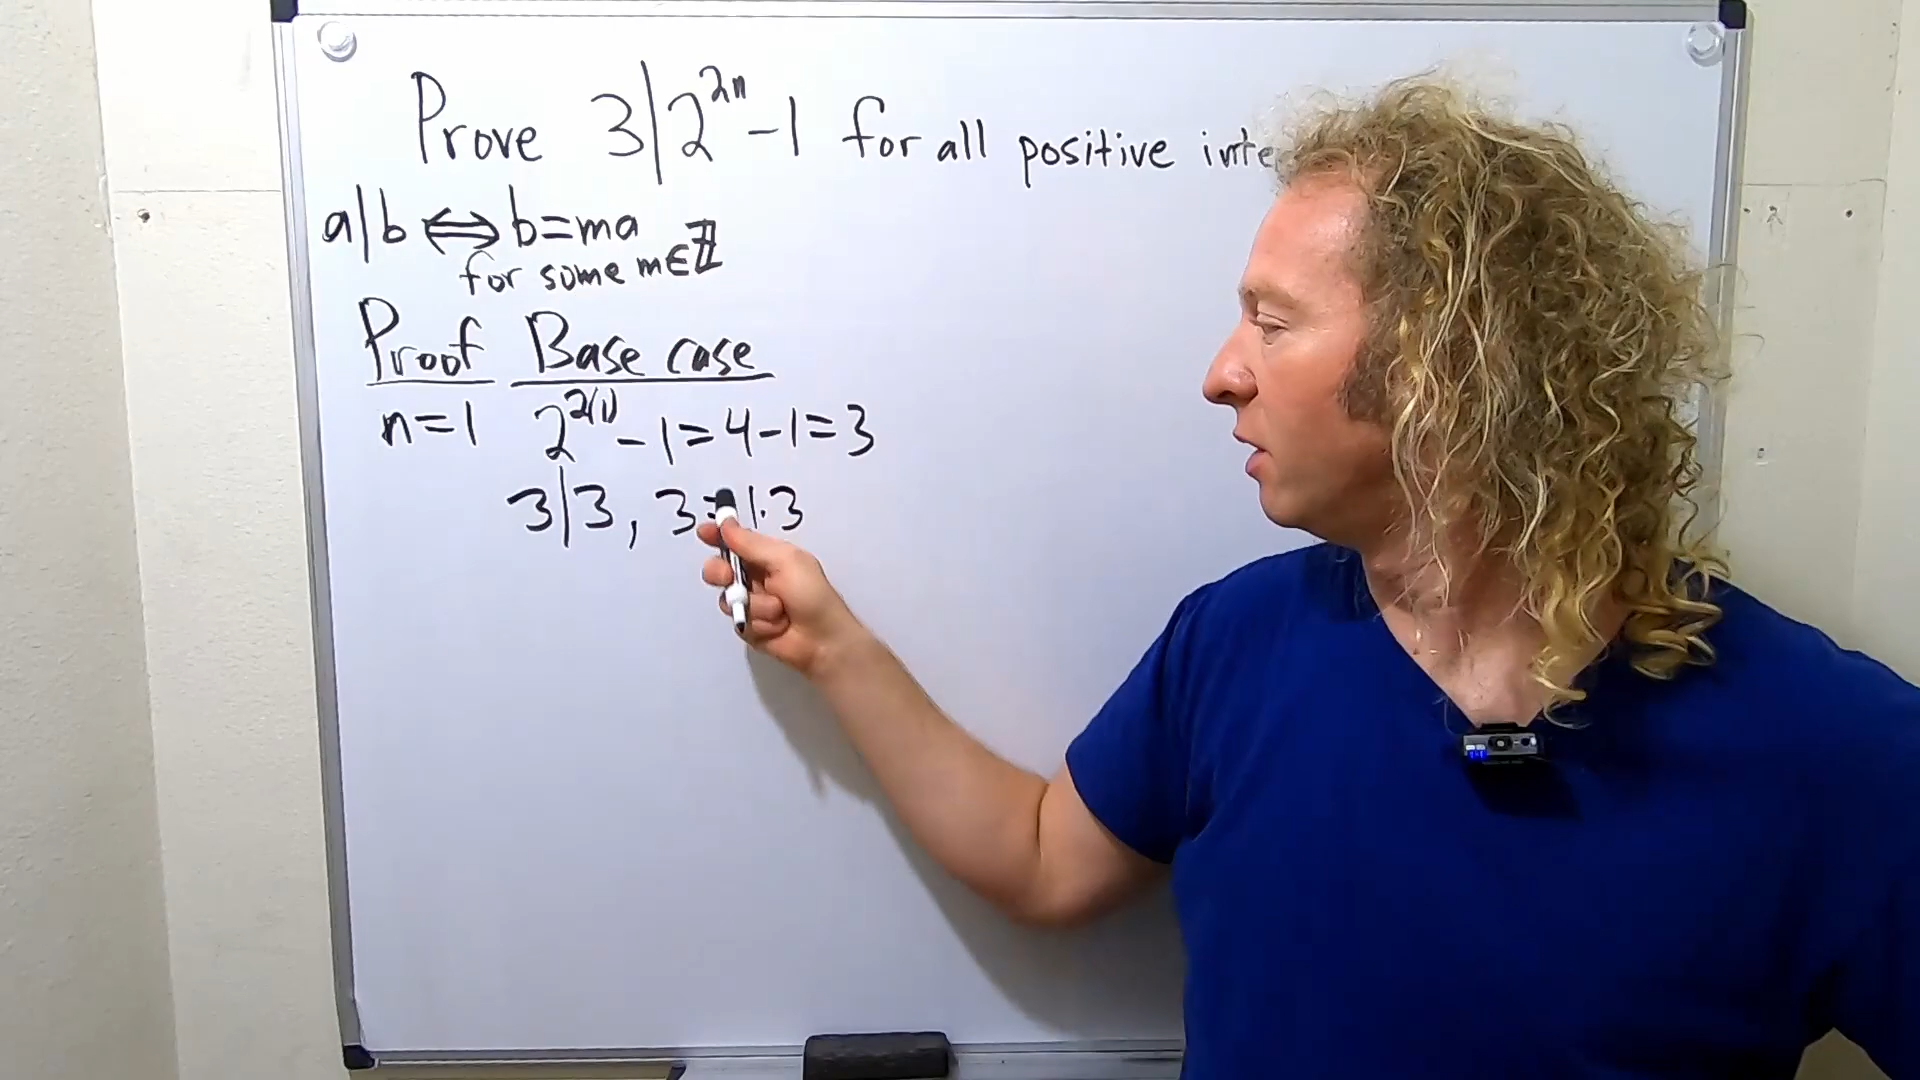 Prove 3|2^{2n} - 1 for all positive inte
a|b ⟺ b=ma
for some m∈ℤ
Proof Base case
n=1 2^{2(1)} - 1 = 4 - 1 = 3
3|3, 3=1·3